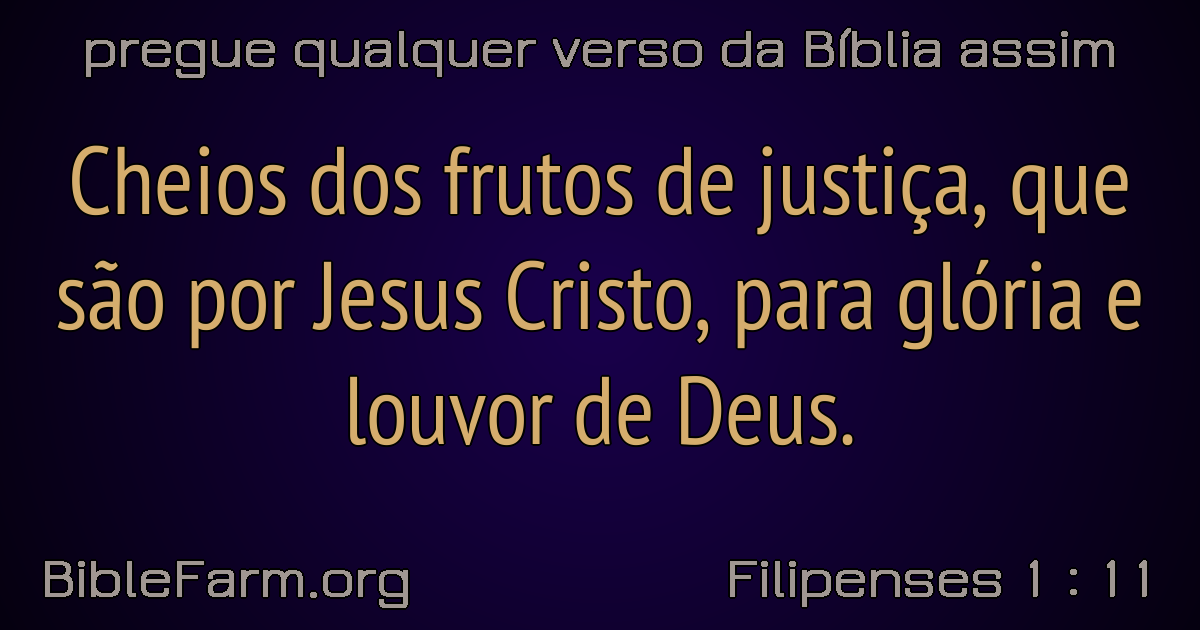 pregue qualquer verso da Bíblia assim
Cheios dos frutos de justiça, que
são por Jesus Cristo, para glória e
louvor de Deus.
BibleFarm.org
Filipenses 1 : 11